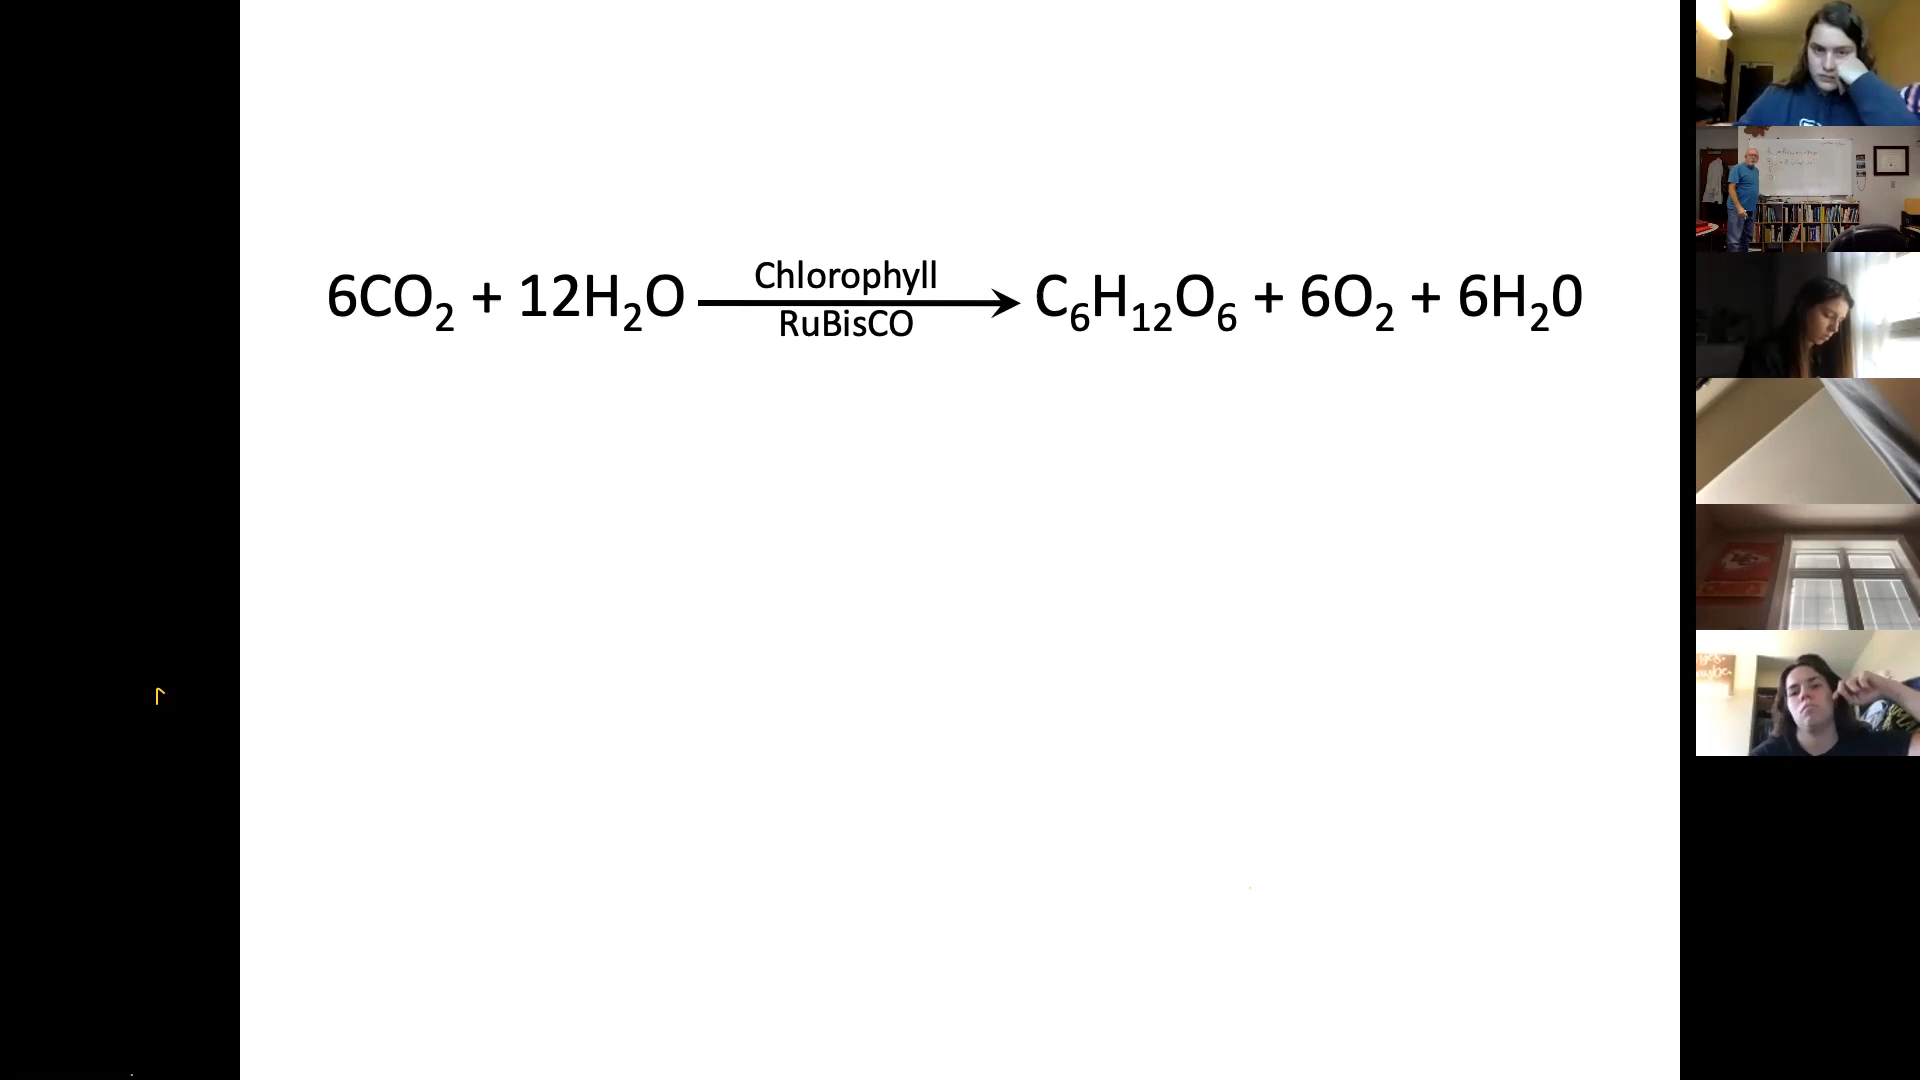 Chlorophyll
6CO₂ + 12H₂O ⟶ C₆H₁₂O₆ + 6O₂ + 6H₂0
RuBisCO